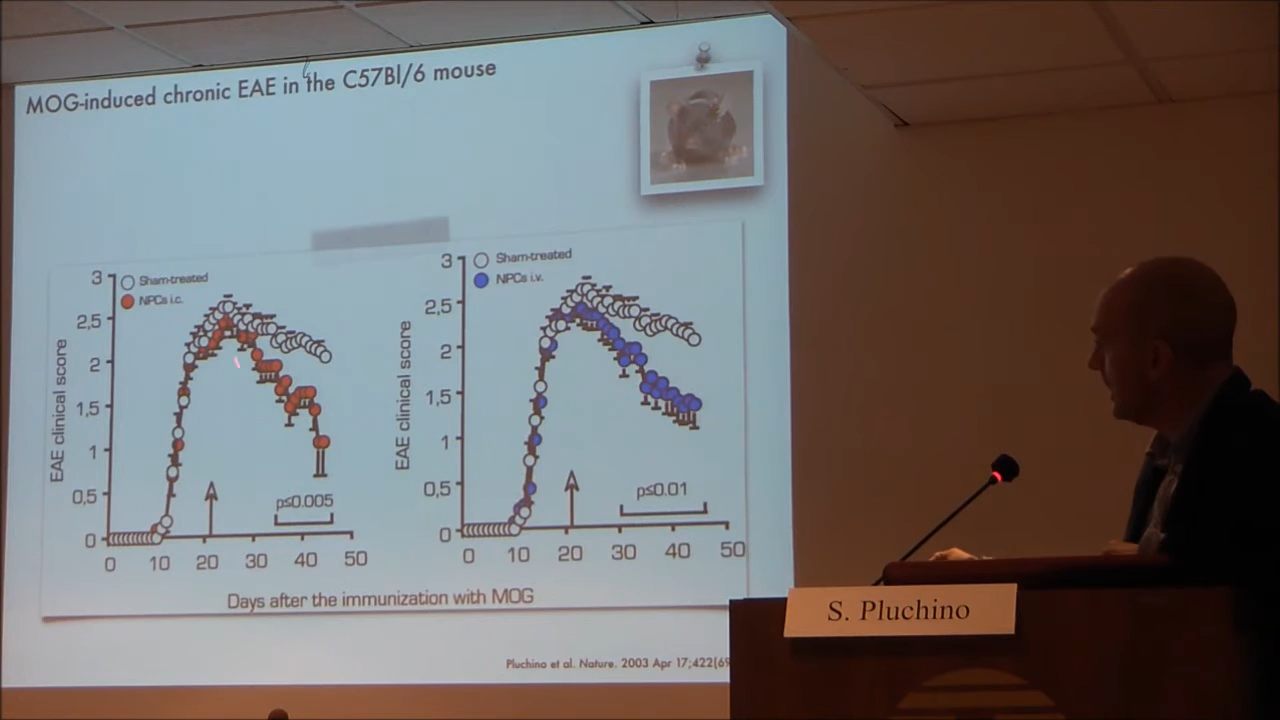 MOG-induced chronic EAE in the C57Bl/6 mouse
Sham-treated
NPCs i.c.
EAE clinical score
3
2,5
2
1,5
1
0,5
0
p≤0.005
0 10 20 30 40 50
Sham-treated
NPCs i.v.
EAE clinical score
3
2,5
2
1,5
1
0,5
0
p≤0.01
0 10 20 30 40 50
Days after the immunization with MOG
Pluchino et al. Nature. 2003 Apr 17;422(69
S. Pluchino